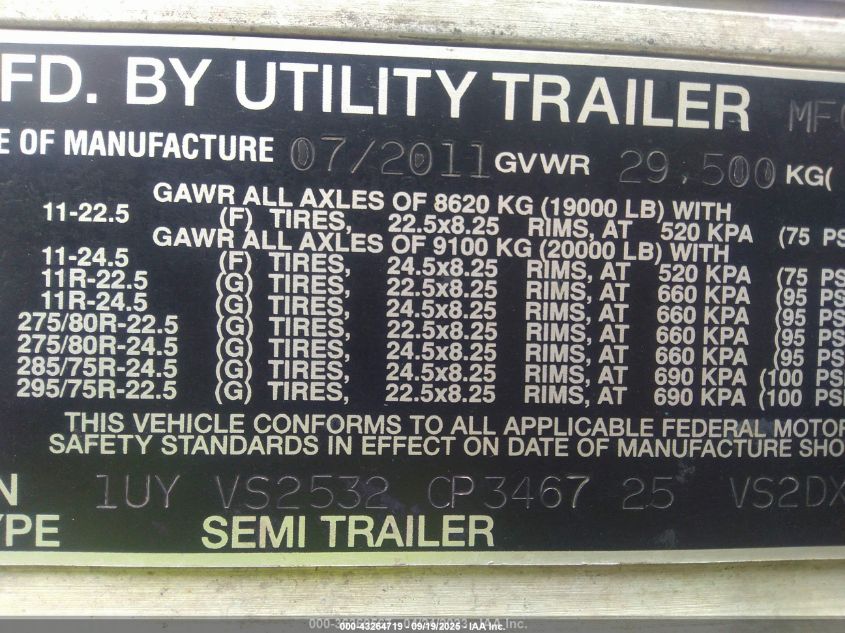 FD. BY UTILITY TRAILER MF
E OF MANUFACTURE 07/2011 GVWR 29,500 KG(
GAWR ALL AXLES OF 8620 KG (19000 LB) WITH
11-22.5 (F) TIRES, 22.5x8.25 RIMS, AT 520 KPA (75 PS
GAWR ALL AXLES OF 9100 KG (20000 LB) WITH
11-24.5 (F) TIRES, 24.5x8.25 RIMS, AT 520 KPA (75 PS
11R-22.5 (G) TIRES, 22.5x8.25 RIMS, AT 660 KPA (95 PS
11R-24.5 (G) TIRES, 24.5x8.25 RIMS, AT 660 KPA (95 PS
275/80R-22.5 (G) TIRES, 22.5x8.25 RIMS, AT 660 KPA (95 PS
275/80R-24.5 (G) TIRES, 24.5x8.25 RIMS, AT 660 KPA (95 PS
285/75R-24.5 (G) TIRES, 24.5x8.25 RIMS, AT 690 KPA (100 PS
295/75R-22.5 (G) TIRES, 22.5x8.25 RIMS, AT 690 KPA (100 PS
THIS VEHICLE CONFORMS TO ALL APPLICABLE FEDERAL MOTOR
SAFETY STANDARDS IN EFFECT ON DATE OF MANUFACTURE SHO
N 1UY VS2532 CP3467 25 VS2DX
YPE SEMI TRAILER
000-43264719 09/19/2025 IAA Inc.